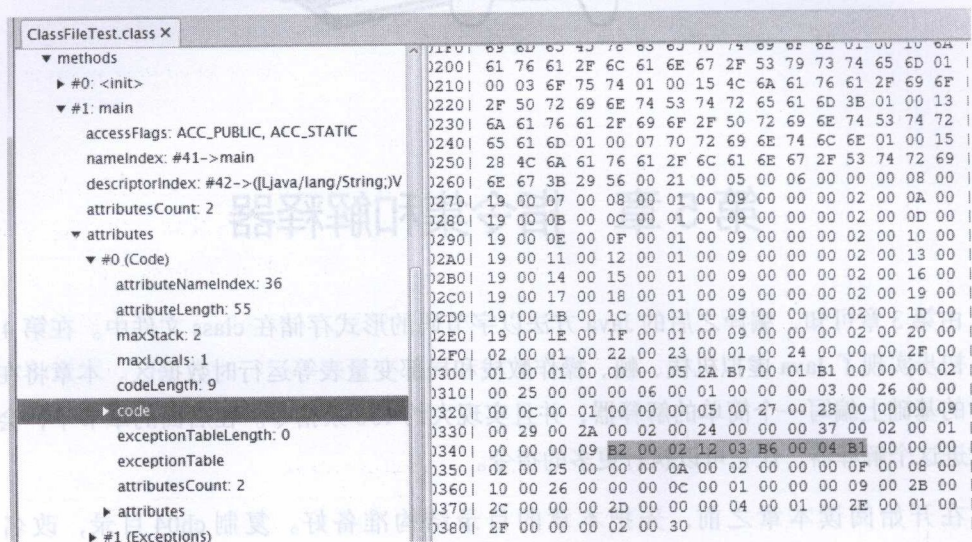 ClassFileTest.class ×
▼ methods
▶ #0: <init>
▼ #1: main
accessFlags: ACC_PUBLIC, ACC_STATIC
nameIndex: #41->main
descriptorIndex: #42->([Ljava/lang/String;)V
attributesCount: 2
▼ attributes
▼ #0 (Code)
attributeNameIndex: 36
attributeLength: 55
maxStack: 2
maxLocals: 1
codeLength: 9
▶ code
exceptionTableLength: 0
exceptionTable
attributesCount: 2
▶ attributes
▶ #1 (Exceptions)
01F0| 69 6D 65 45 78 63 65 70 74 69 6F 6E 01 00 10 6A |
0200| 61 76 61 2F 6C 61 6E 67 2F 53 79 73 74 65 6D 01 |
0210| 00 03 6F 75 74 01 00 15 4C 6A 61 76 61 2F 69 6F |
0220| 2F 50 72 69 6E 74 53 74 72 65 61 6D 3B 01 00 13 |
0230| 6A 61 76 61 2F 69 6F 2F 50 72 69 6E 74 53 74 72 |
0240| 65 61 6D 01 00 07 70 72 69 6E 74 6C 6E 01 00 15 |
0250| 28 4C 6A 61 76 61 2F 6C 61 6E 67 2F 53 74 72 69 |
0260| 6E 67 3B 29 56 00 21 00 05 00 06 00 00 00 08 00 |
0270| 19 00 07 00 08 00 01 00 09 00 00 00 02 00 0A 00 |
0280| 19 00 0B 00 0C 00 01 00 09 00 00 00 02 00 0D 00 |
0290| 19 00 0E 00 0F 00 01 00 09 00 00 00 02 00 10 00 |
02A0| 19 00 11 00 12 00 01 00 09 00 00 00 02 00 13 00 |
02B0| 19 00 14 00 15 00 01 00 09 00 00 00 02 00 16 00 |
02C0| 19 00 17 00 18 00 01 00 09 00 00 00 02 00 19 00 |
02D0| 19 00 1B 00 1C 00 01 00 09 00 00 00 02 00 1D 00 |
02E0| 19 00 1E 00 1F 00 01 00 09 00 00 00 02 00 20 00 |
02F0| 02 00 01 00 22 00 23 00 01 00 24 00 00 00 2F 00 |
0300| 01 00 01 00 00 00 05 2A B7 00 01 B1 00 00 00 02 |
0310| 00 25 00 00 00 06 00 01 00 00 00 03 00 26 00 00 |
0320| 00 0C 00 01 00 00 00 05 00 27 00 28 00 00 00 09 |
0330| 00 29 00 2A 00 02 00 24 00 00 00 37 00 02 00 01 |
0340| 00 00 00 09 B2 00 02 12 03 B6 00 04 B1 00 00 00 |
0350| 02 00 25 00 00 00 0A 00 02 00 00 00 0F 00 08 00 |
0360| 10 00 26 00 00 00 0C 00 01 00 00 00 09 00 2B 00 |
0370| 2C 00 00 00 2D 00 00 00 04 00 01 00 2E 00 01 00 |
0380| 2F 00 00 00 02 00 30